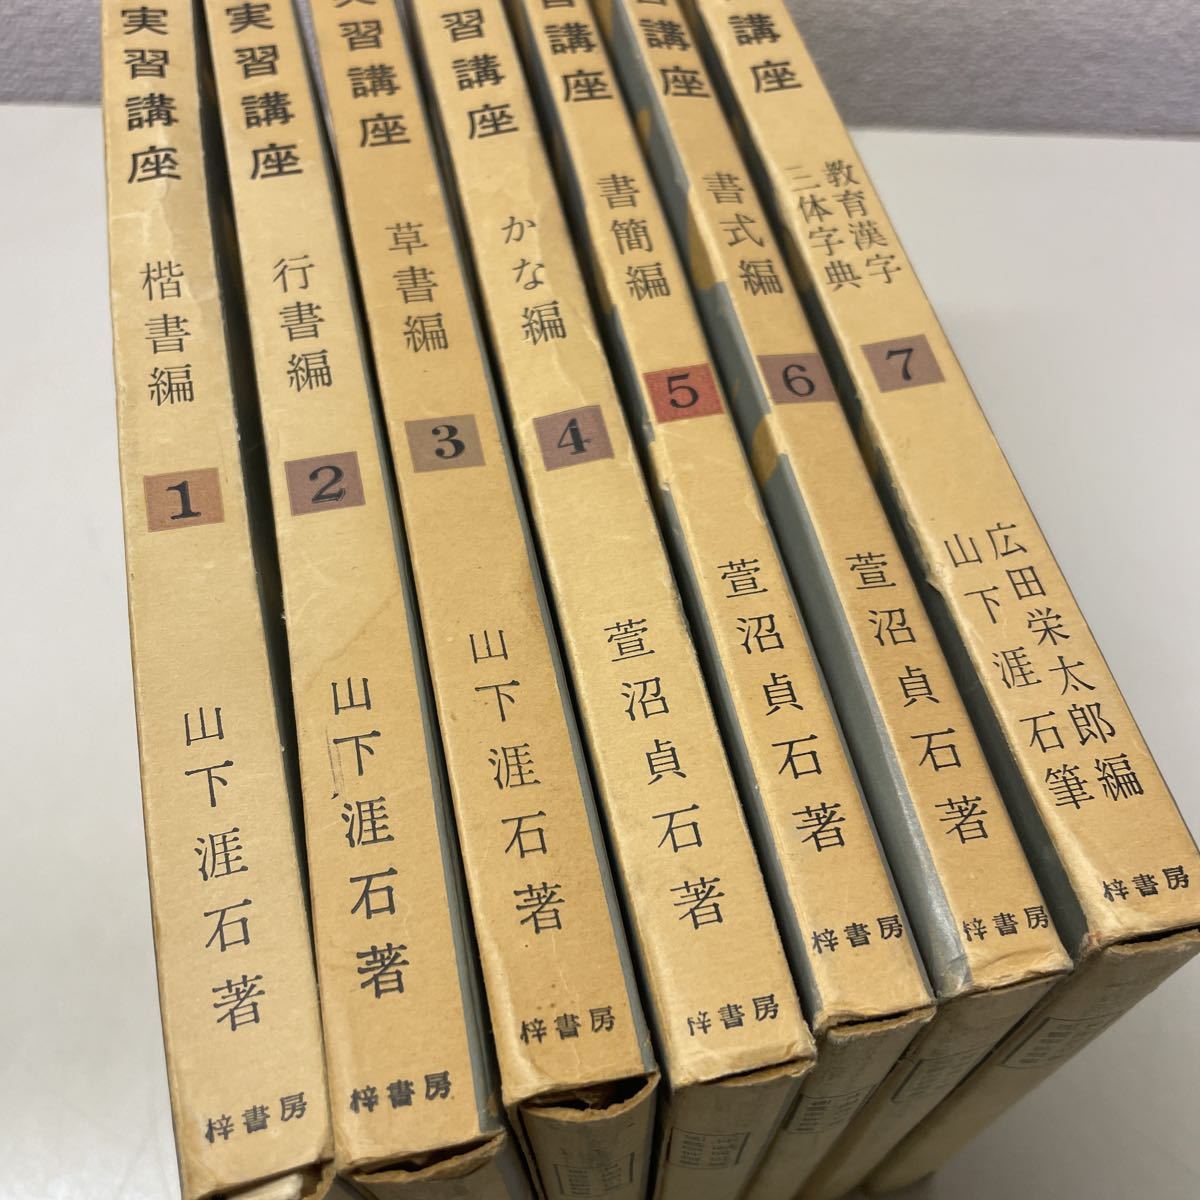 実習講座
楷書編
1
山下涯石著
梓書房
実習講座
行書編
2
山下涯石著
梓書房
実習講座
草書編
3
山下涯石著
梓書房
習講座
かな編
4
萱沼貞石著
梓書房
習講座
書簡編
5
萱沼貞石著
梓書房
講座
書式編
6
萱沼貞石著
梓書房
講座
教育漢字
三体字典
7
広田栄太郎編
山下涯石筆
梓書房